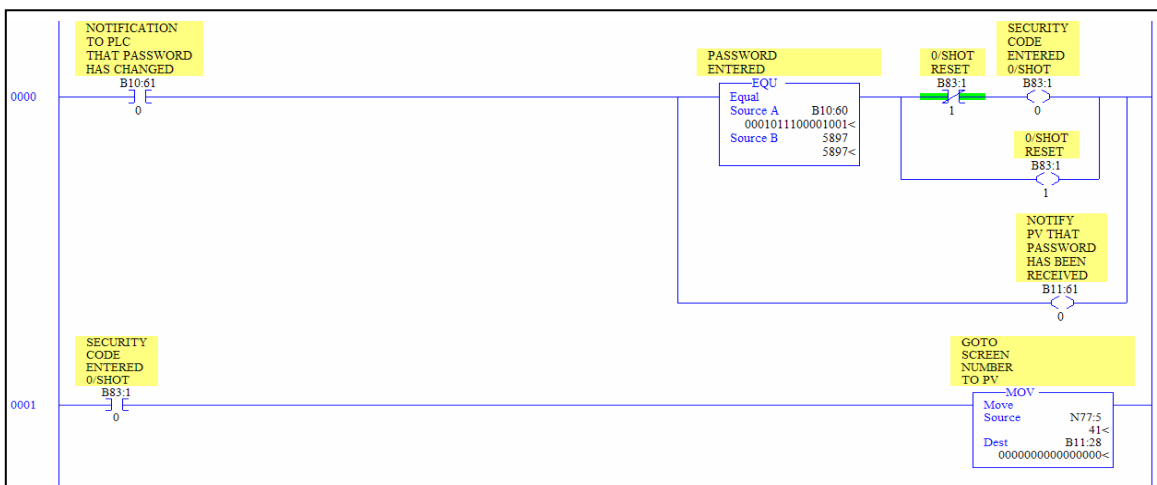 NOTIFICATION
TO PLC
THAT PASSWORD
HAS CHANGED
B10:61
0000
0
PASSWORD
ENTERED
EQU
Equal
Source A B10:60
0001011100001001<
Source B 5897
5897<
0/SHOT
RESET
B83:1
1
SECURITY
CODE
ENTERED
0/SHOT
B83:1
0
0/SHOT
RESET
B83:1
1
NOTIFY
PV THAT
PASSWORD
HAS BEEN
RECEIVED
B11:61
0
SECURITY
CODE
ENTERED
0/SHOT
B83:1
0001
0
GOTO
SCREEN
NUMBER
TO PV
MOV
Move
Source N77:5
41<
Dest B11:28
0000000000000000<